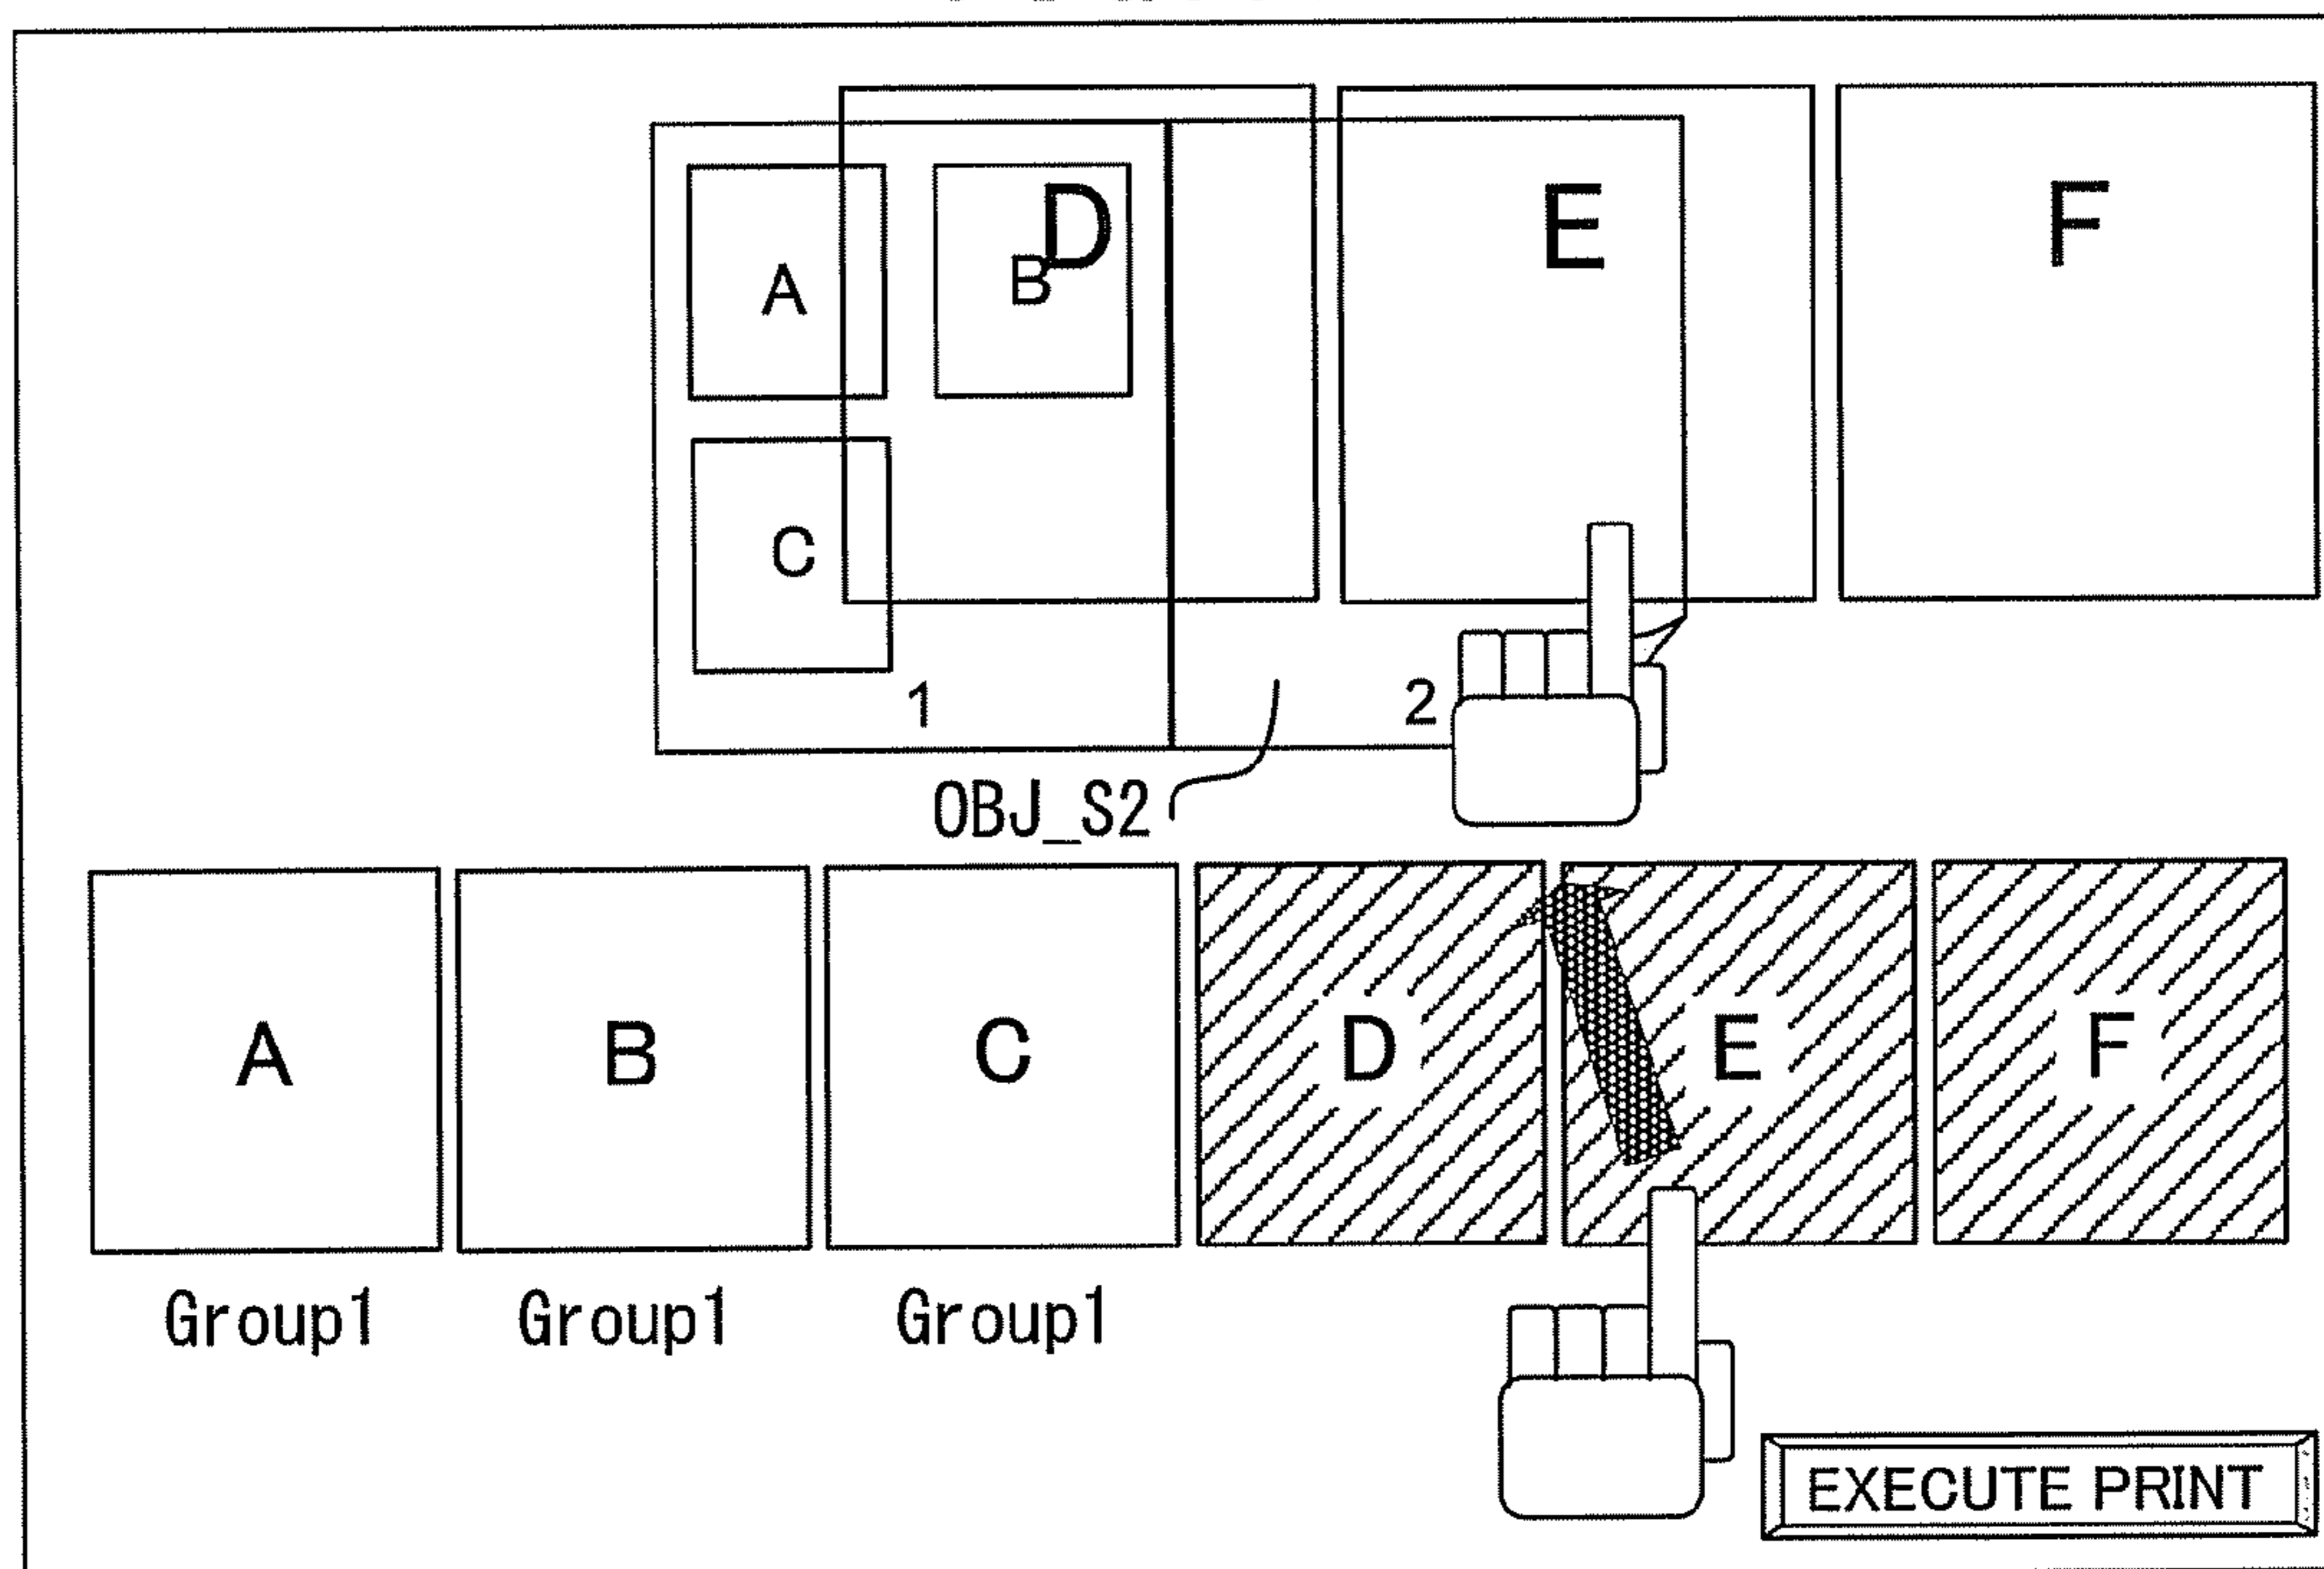 D
E
F
A
B
C
1
2
OBJ_S2
A
B
C
D
E
F
Group1
Group1
Group1
EXECUTE PRINT